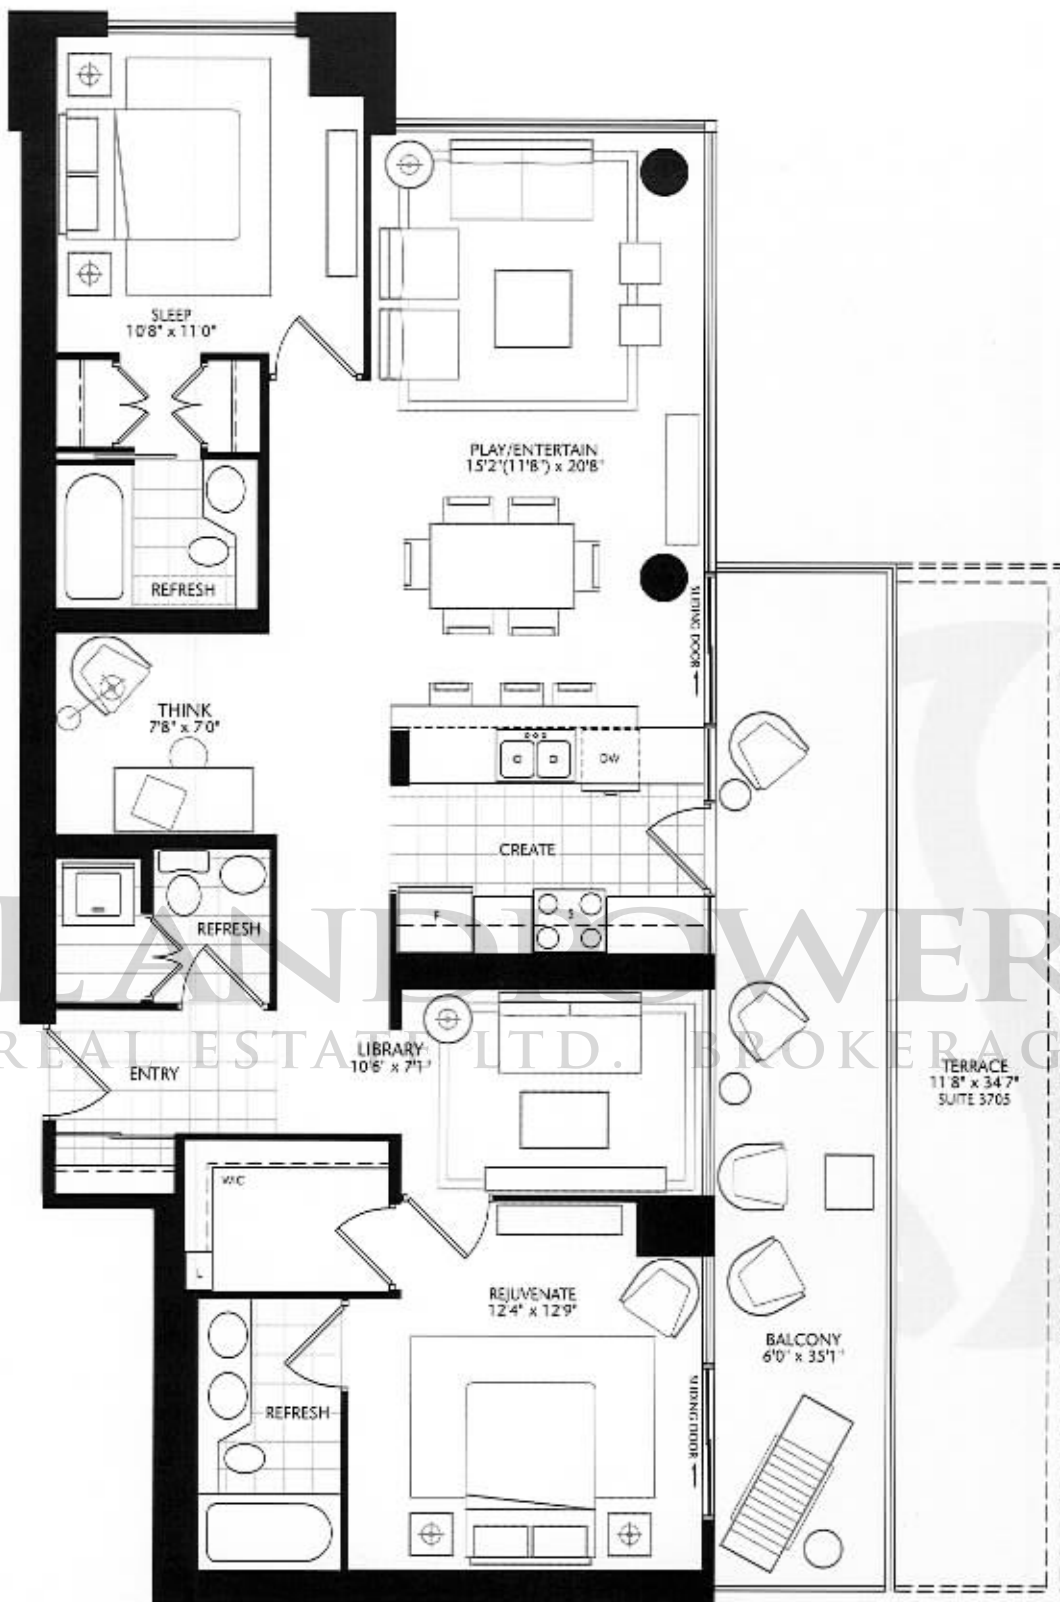 SLEEP
10'8" x 11'0"
PLAY/ENTERTAIN
15'2"(11'8") x 20'8"
REFRESH
SLIDING DOOR
THINK
7'8" x 7'0"
DW
CREATE
F
S
REFRESH
LANDPOWER
REAL ESTATE LTD. BROKERAG
LIBRARY
10'6" x 7'1"
ENTRY
TERRACE
11'8" x 34'7"
SUITE 3705
WIC
L
REJUVENATE
12'4" x 12'9"
BALCONY
6'0" x 35'1"
SLIDING DOOR
REFRESH